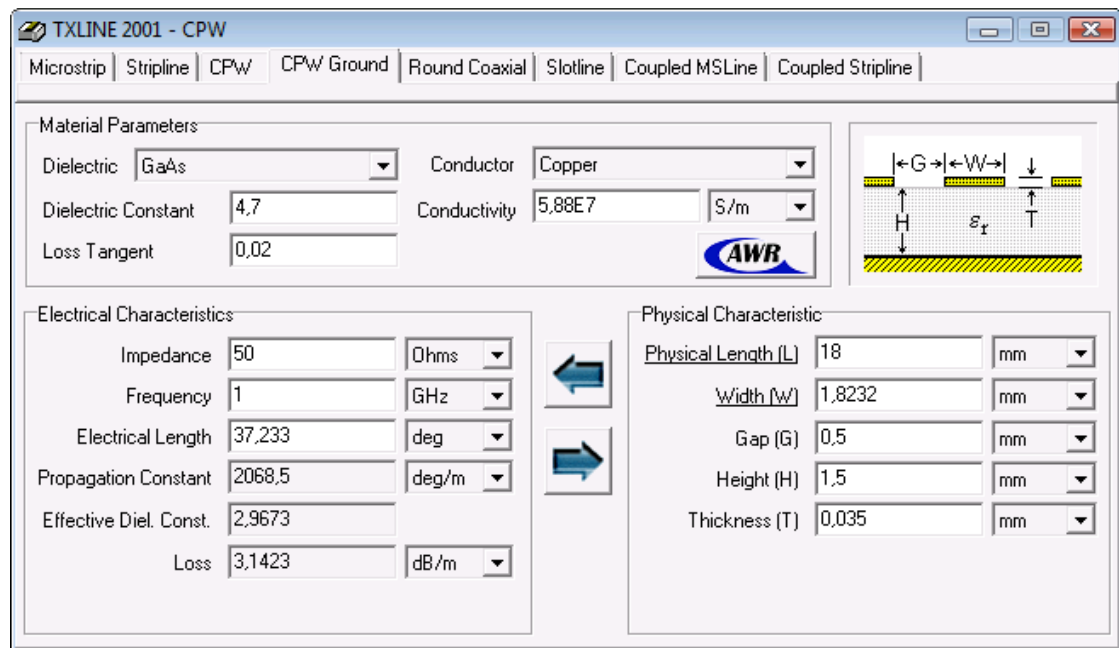 TXLINE 2001 - CPW
Microstrip Stripline CPW CPW Ground Round Coaxial Slotline Coupled MSLine Coupled Stripline
Material Parameters
Dielectric GaAs Conductor Copper
Dielectric Constant 4,7 Conductivity 5,88E7 S/m
Loss Tangent 0,02 AWR
G W
H εr T
Electrical Characteristics
Impedance 50 Ohms
Frequency 1 GHz
Electrical Length 37,233 deg
Propagation Constant 2068,5 deg/m
Effective Diel. Const. 2,9673
Loss 3,1423 dB/m
Physical Characteristic
Physical Length (L) 18 mm
Width (W) 1,8232 mm
Gap (G) 0,5 mm
Height (H) 1,5 mm
Thickness (T) 0,035 mm